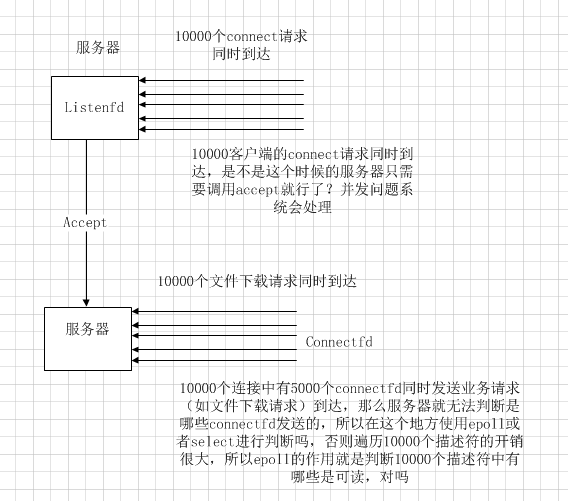 10000个connect请求
同时到达
服务器
Listenfd
10000客户端的connect请求同时到
达，是不是这个时候的服务器只需
要调用accept就行了？并发问题系
统会处理
Accept
10000个文件下载请求同时到达
服务器
Connectfd
10000个连接中有5000个connectfd同时发送业务请求
（如文件下载请求）到达，那么服务器就无法判断是
哪些connectfd发送的，所以在这个地方使用epoll或
者select进行判断吗，否则遍历10000个描述符的开销
很大，所以epoll的作用就是判断10000个描述符中有
哪些是可读，对吗